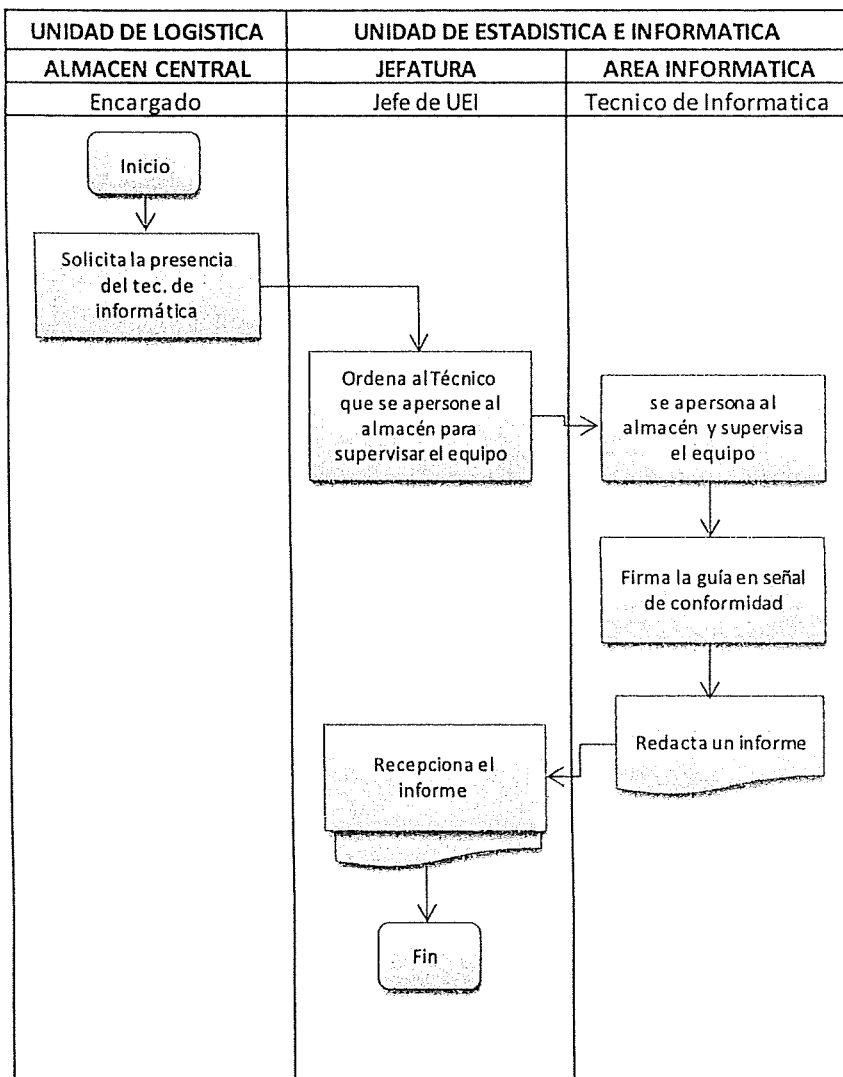 UNIDAD DE LOGISTICA
UNIDAD DE ESTADISTICA E INFORMATICA
ALMACEN CENTRAL
JEFATURA
AREA INFORMATICA
Encargado
Jefe de UEI
Tecnico de Informatica
Inicio
Solicita la presencia
del tec. de
informática
Ordena al Técnico
que se apersone al
almacén para
supervisar el equipo
se apersona al
almacén y supervisa
el equipo
Firma la guía en señal
de conformidad
Redacta un informe
Recepciona el
informe
Fin